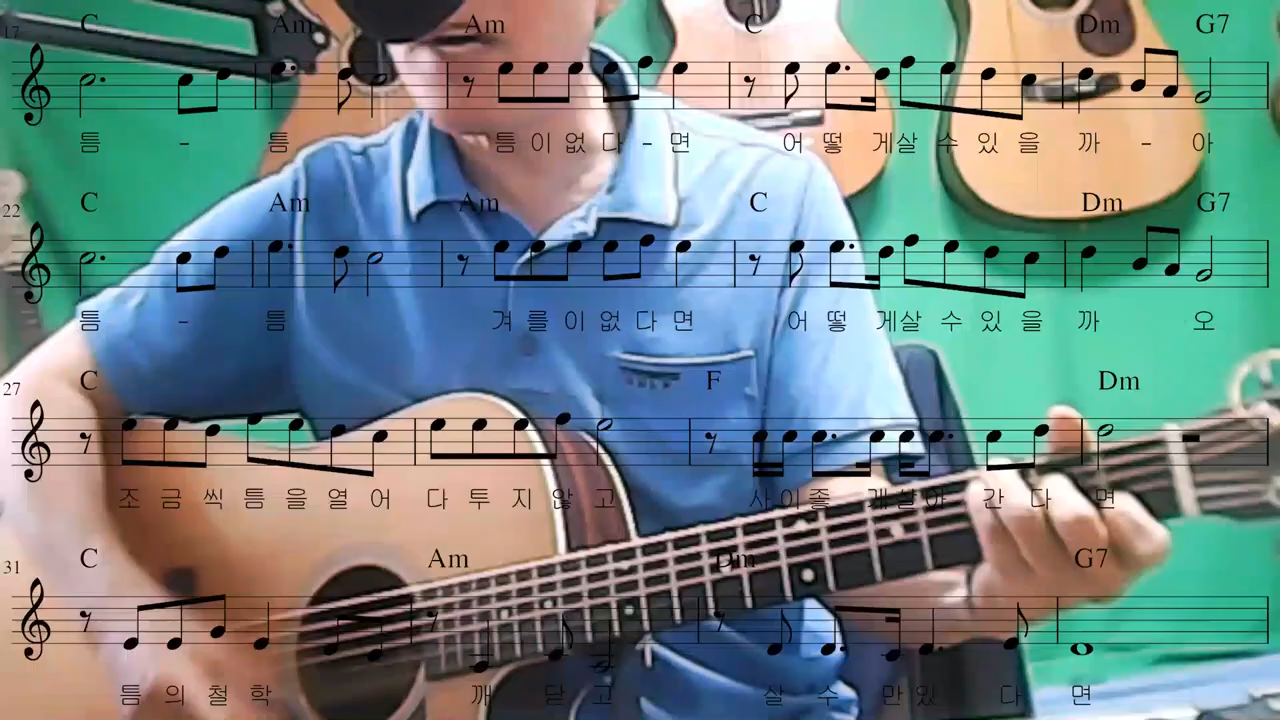 17 C Am Am C Dm G7
틈 - 틈 틈이없다-면 어떻게살수있을까 - 아
22 C Am Am C Dm G7
틈 - 틈 겨를이없다면 어떻게살수있을까 오
27 C F Dm
조금씩틈을열어 다투지않고 사이좋게살아간다면
31 C Am Dm G7
틈의철학 깨닫고 살수만있다면